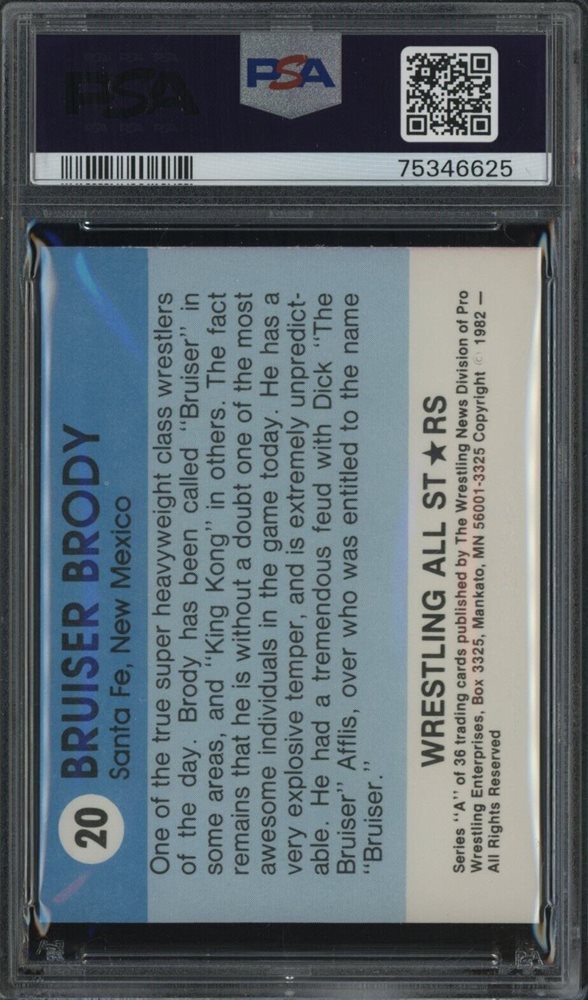 PSA
PSA
75346625
20
BRUISER BRODY
Santa Fe, New Mexico
One of the true super heavyweight class wrestlers
of the day. Brody has been called "Bruiser" in
some areas, and "King Kong" in others. The fact
remains that he is without a doubt one of the most
awesome individuals in the game today. He has a
very explosive temper, and is extremely unpredict-
able. He had a tremendous feud with Dick "The
Bruiser" Afflis, over who was entitled to the name
"Bruiser."
WRESTLING ALL ST★RS
Series "A" of 36 trading cards published by The Wrestling News Division of Pro
Wrestling Enterprises, Box 3325, Mankato, MN 56001-3325 Copyright © 1982 —
All Rights Reserved